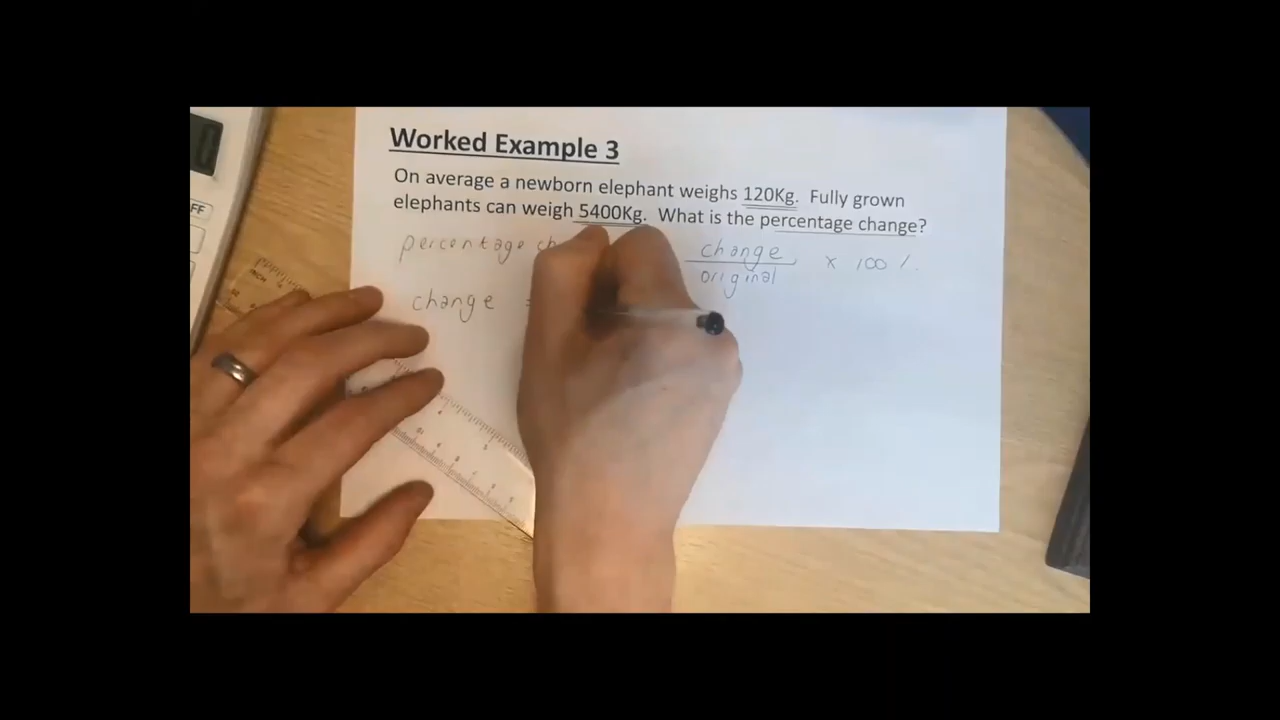 Worked Example 3
On average a newborn elephant weighs 120Kg. Fully grown
elephants can weigh 5400Kg. What is the percentage change?
percentage change/original x 100 %
change =
OFF